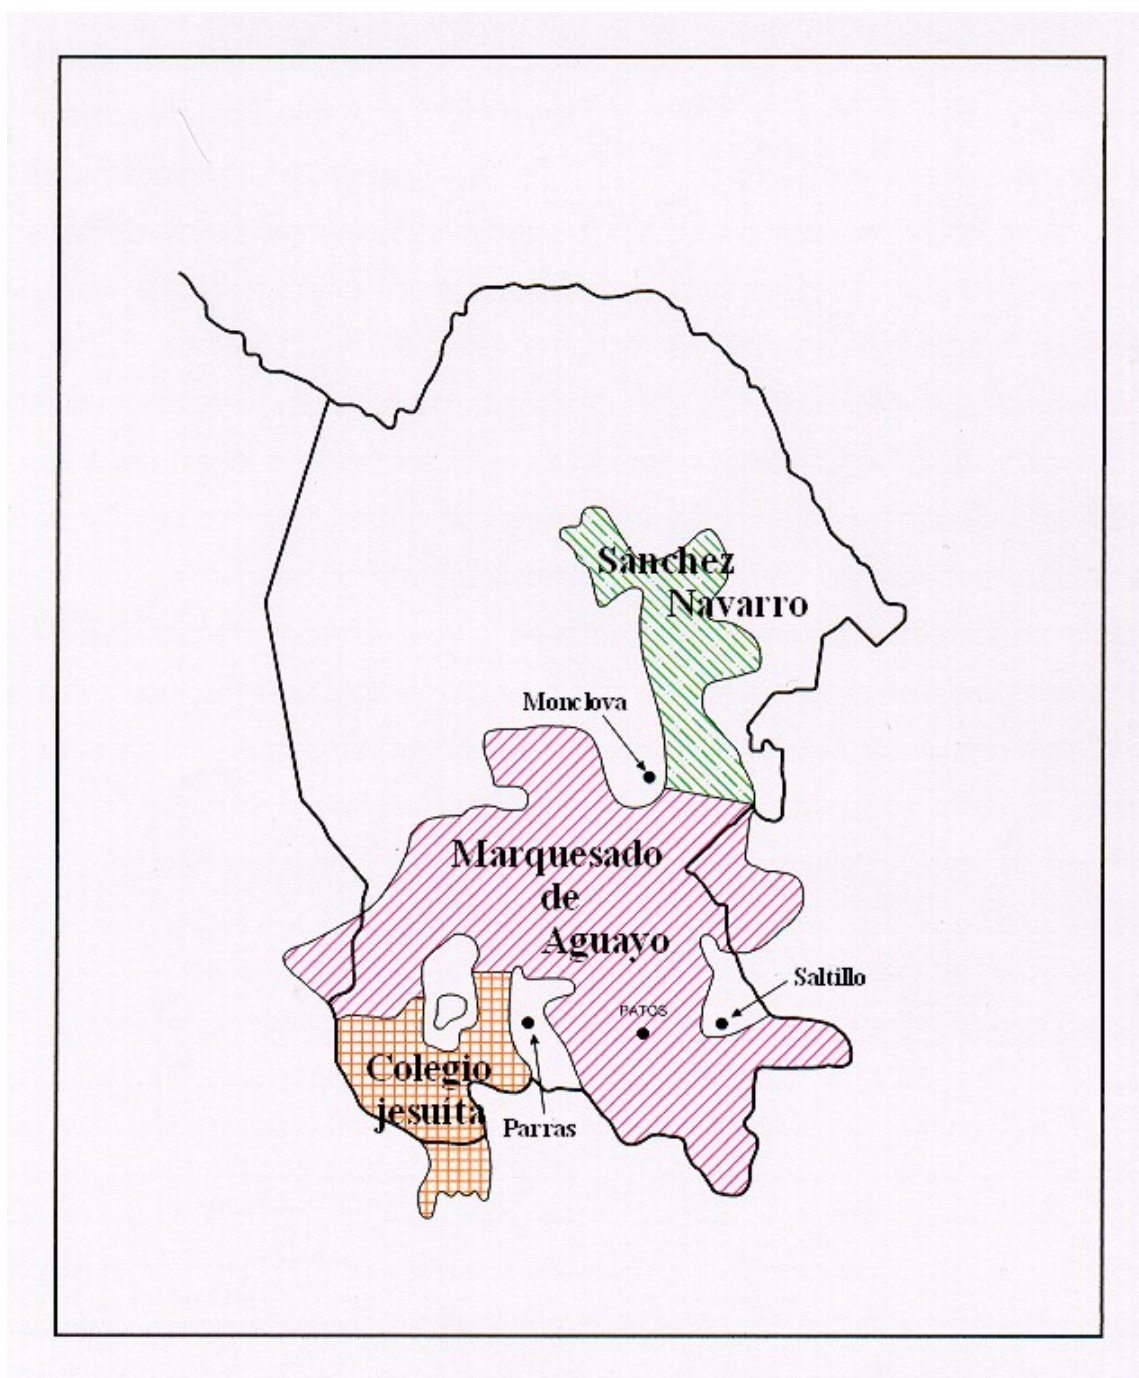 Sánchez
Navarro
Monclova
Marquesado
de
Aguayo
Saltillo
PATOS
Colegio
jesuíta
Parras